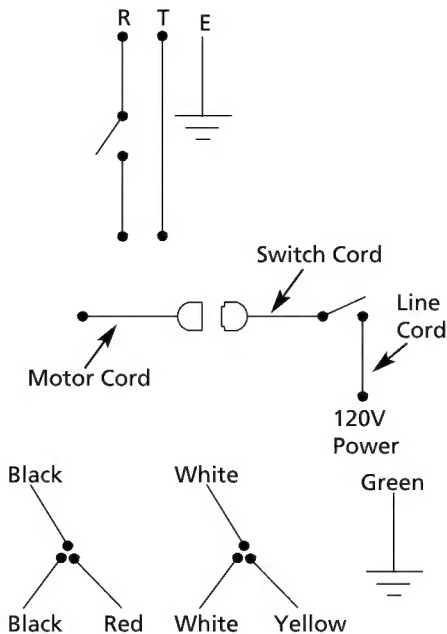 R T E
Switch Cord
Line
Cord
Motor Cord
120V
Power
Black White Green
Black Red White Yellow